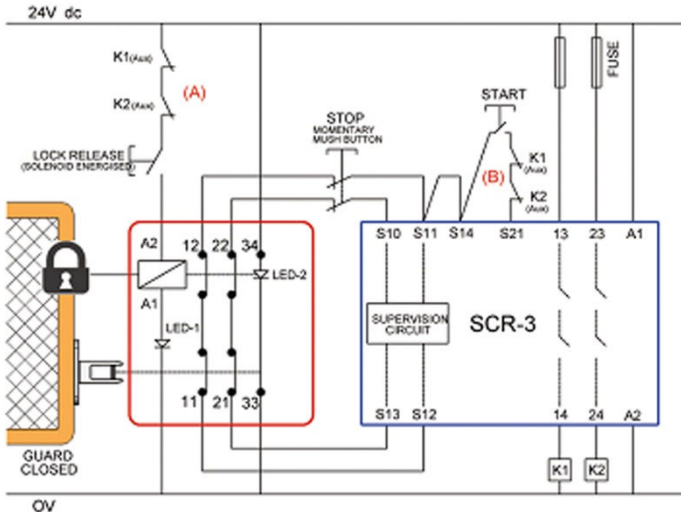 24V dc
K1(Aux)
K2(Aux)
(A)
LOCK RELEASE
(SOLENOID ENERGISED)
STOP
MOMENTARY
MUSH BUTTON
START
FUSE
K1
(Aux)
(B)
K2
(Aux)
A2
12
22
34
LED-2
A1
LED-1
11
21
33
S10
S11
S14
S21
13
23
A1
SUPERVISION
CIRCUIT
SCR-3
S13
S12
14
24
A2
K1
K2
GUARD
CLOSED
OV